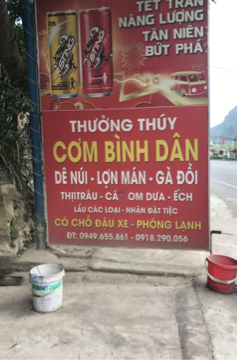 TẾT TRÀN
NĂNG LƯỢNG
TÂN NIÊN
BỨT PHÁ
THƯỞNG THÚY
CƠM BÌNH DÂN
DÊ NÚI - LỢN MÁN - GÀ ĐỒI
THỊTTRÂU - CÁ OM DƯA - ẾCH
LẨU CÁC LOẠI - NHẬN ĐẶT TIỆC
CÓ CHỖ ĐẬU XE - PHÒNG LẠNH
ĐT: 0949.655.861 - 0918.290.056